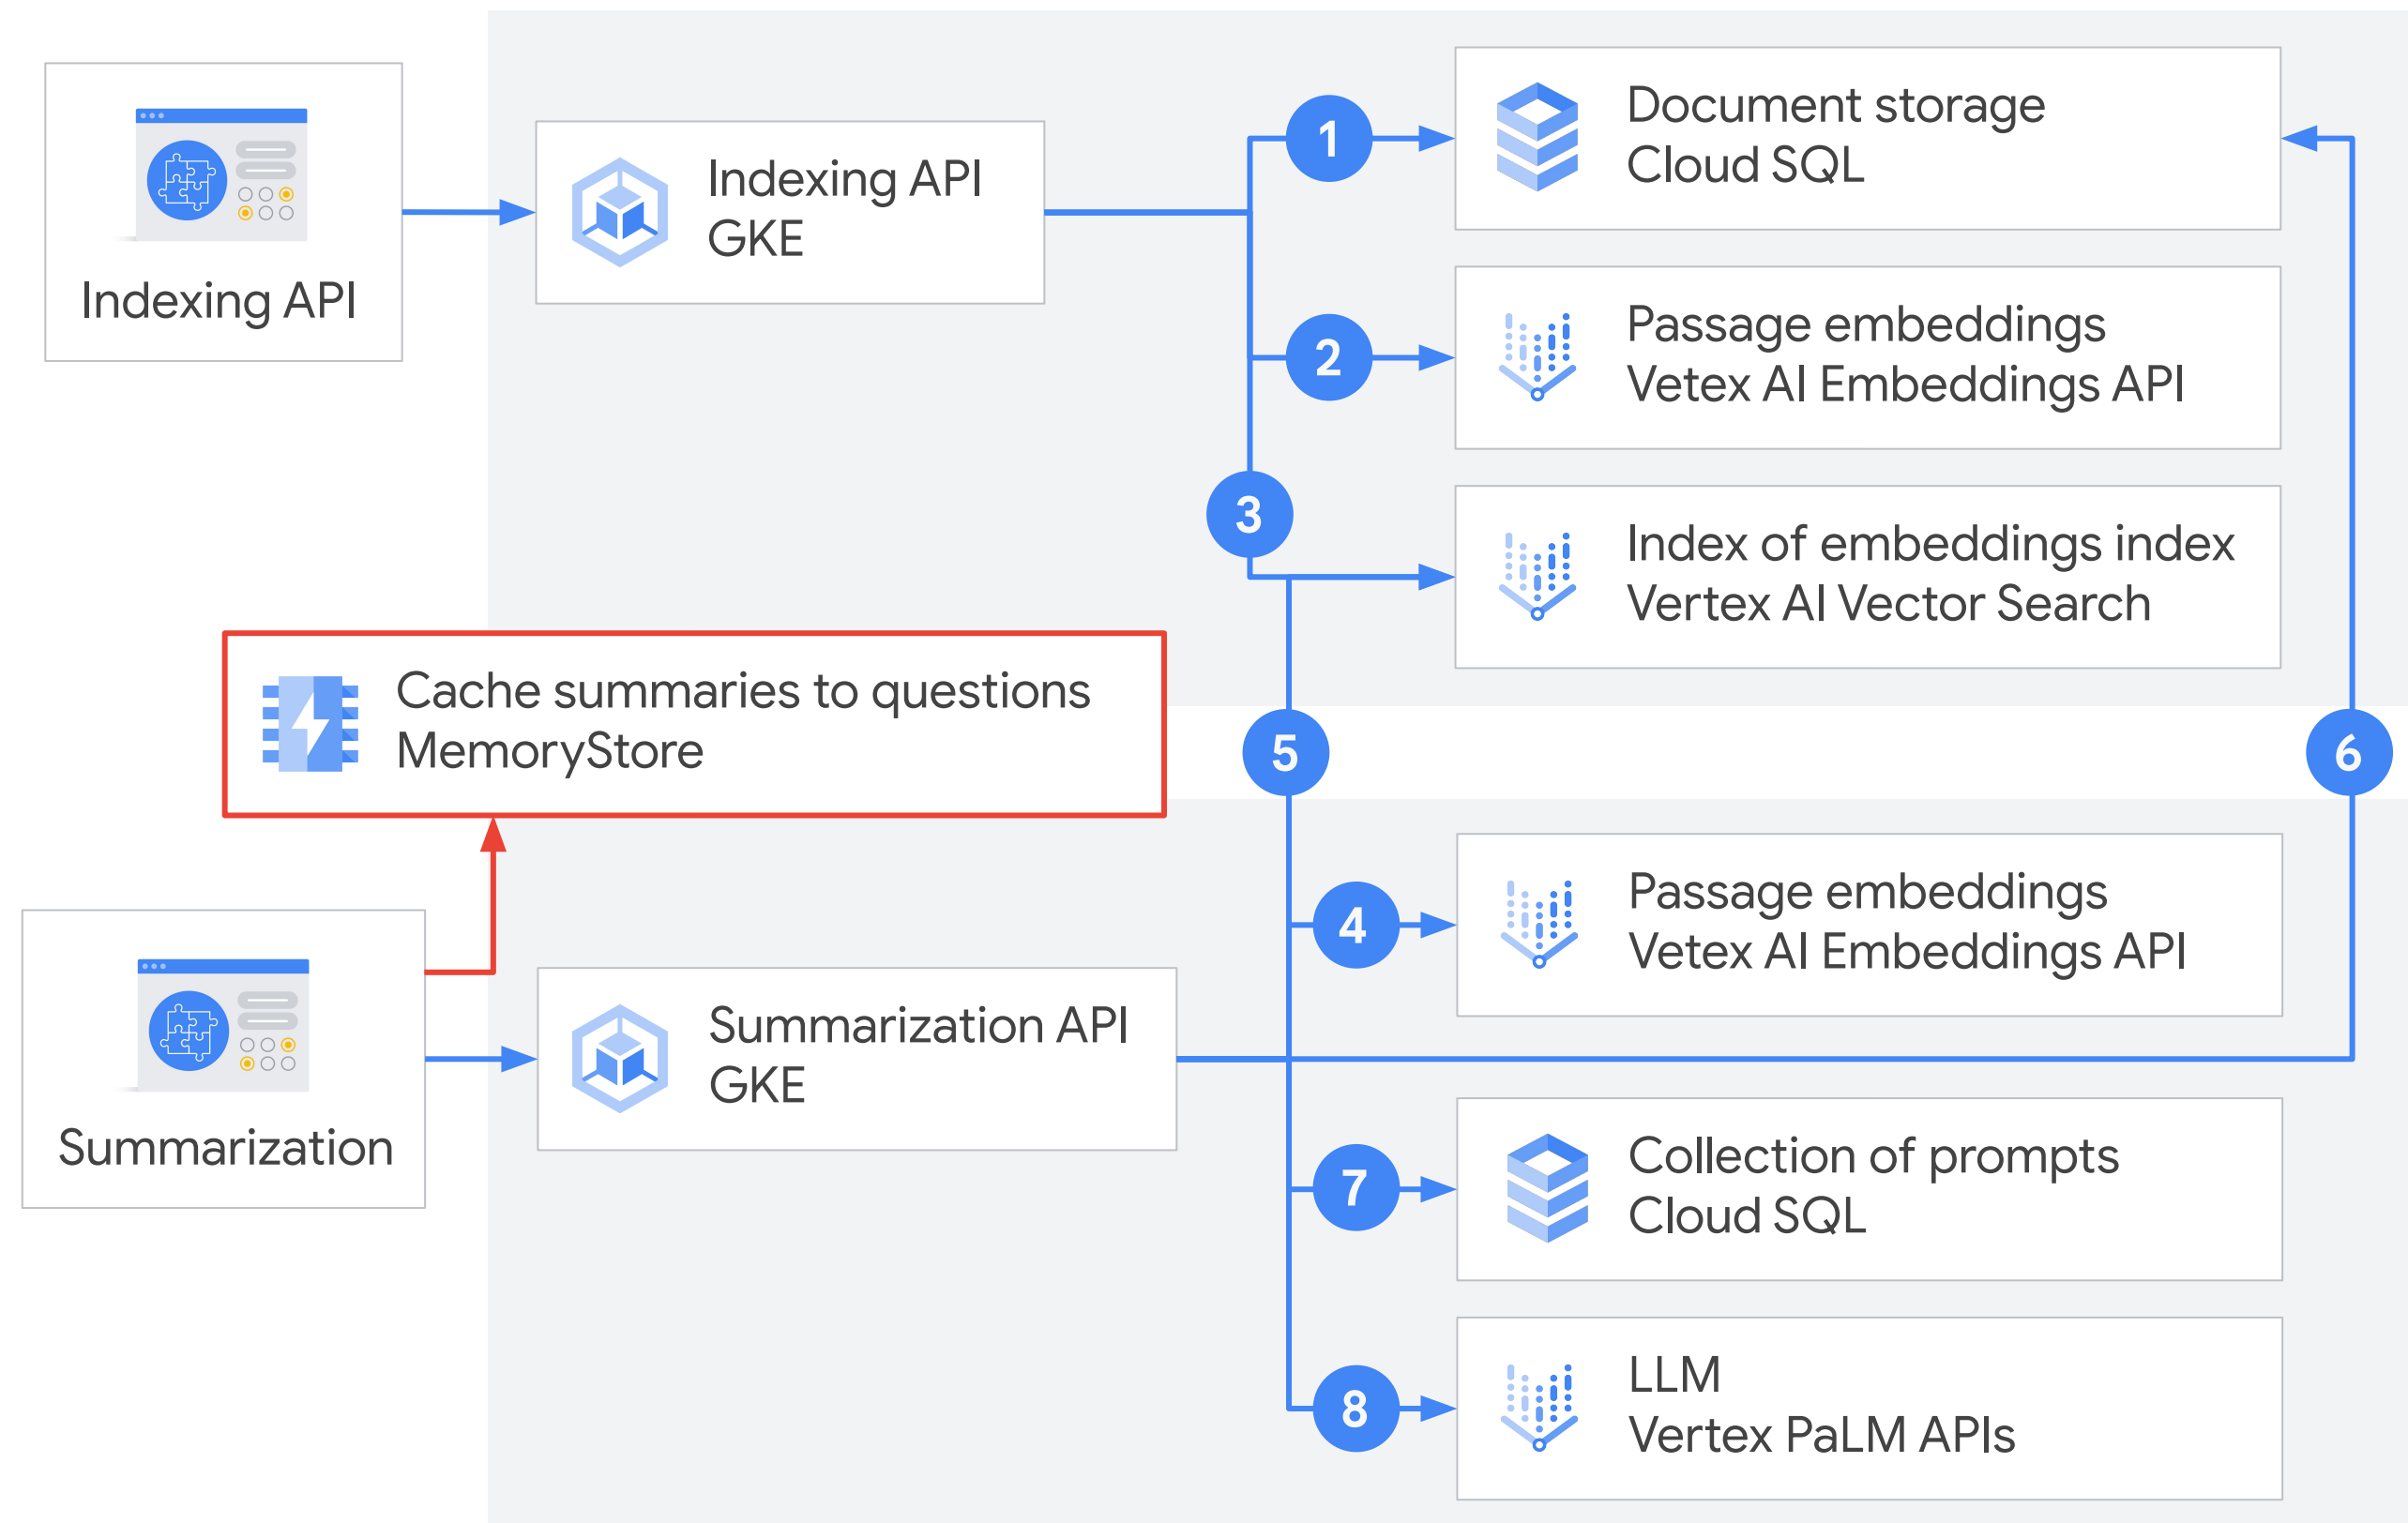 Indexing API
Indexing API
GKE
1
Document storage
Cloud SQL
2
Passage embeddings
Vetex AI Embeddings API
3
Index of embeddings index
Vertex AI Vector Search
Cache summaries to questions
MemoryStore
5
6
Summarization
Summarization API
GKE
4
Passage embeddings
Vetex AI Embeddings API
7
Collection of prompts
Cloud SQL
8
LLM
Vertex PaLM APIs